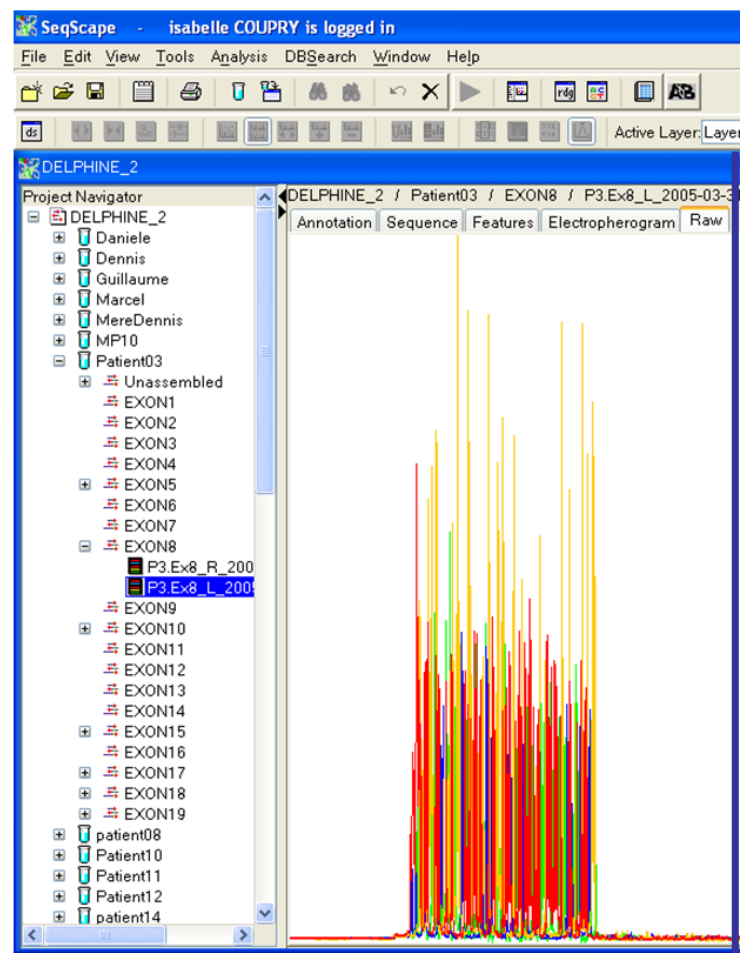 SeqScape - isabelle COUPRY is logged in
File Edit View Tools Analysis DBSearch Window Help
rdg
AB
ds
Active Layer: Layer
DELPHINE_2
Project Navigator
DELPHINE_2 / Patient03 / EXON8 / P3.Ex8_L_2005-03-3
Annotation Sequence Features Electropherogram Raw
DELPHINE_2
Daniele
Dennis
Guillaume
Marcel
MereDennis
MP10
Patient03
Unassembled
EXON1
EXON2
EXON3
EXON4
EXON5
EXON6
EXON7
EXON8
P3.Ex8_R_200
P3.Ex8_L_2005
EXON9
EXON10
EXON11
EXON12
EXON13
EXON14
EXON15
EXON16
EXON17
EXON18
EXON19
patient08
Patient10
Patient11
Patient12
patient14